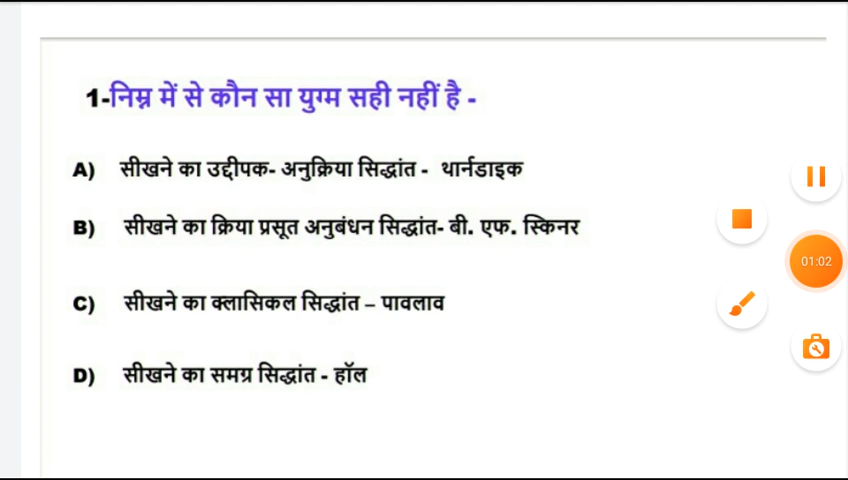 1-निम्न में से कौन सा युग्म सही नहीं है -
A) सीखने का उद्दीपक- अनुक्रिया सिद्धांत - थार्नडाइक
B) सीखने का क्रिया प्रसूत अनुबंधन सिद्धांत- बी. एफ. स्किनर
C) सीखने का क्लासिकल सिद्धांत – पावलाव
D) सीखने का समग्र सिद्धांत - हॉल
01:02